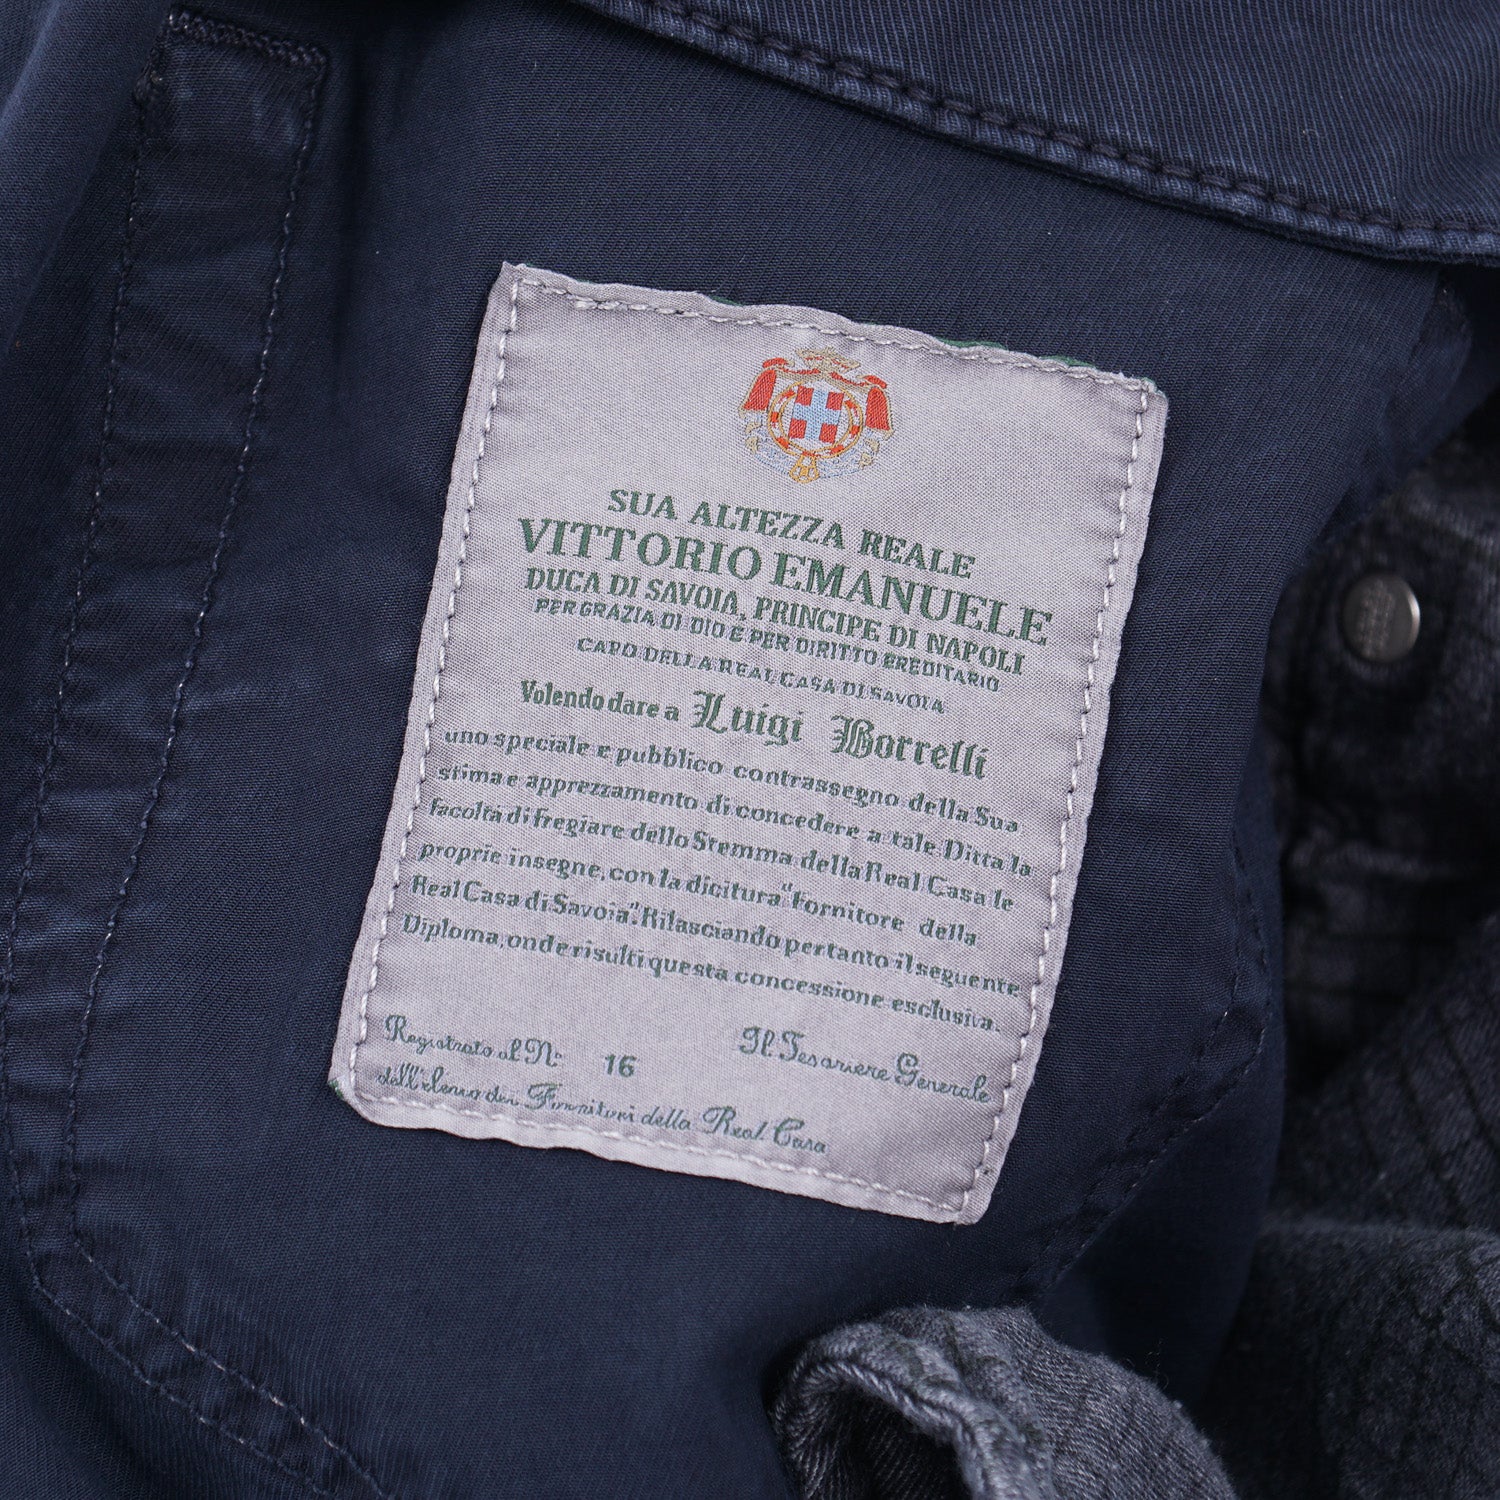 SUA ALTEZZA REALE
VITTORIO EMANUELE
DUCA DI SAVOIA, PRINCIPE DI NAPOLI
PER GRAZIA DI DIO E PER DIRITTO EREDITARIO
CAPO DELLA REAL CASA DI SAVOIA
Volendo dare a Luigi Borrelli
uno speciale e pubblico contrassegno della Sua
stima e apprezzamento di concedere a tale Ditta la
facoltà di fregiare dello Stemma della Real Casa le
proprie insegne, con la dicitura "Fornitore della
Real Casa di Savoia". Rilasciando pertanto il seguente
Diploma, onde risulti questa concessione esclusiva.
Registrato al N° 16 Il Tesoriere Generale
dell'elenco dei Fornitori della Real Casa